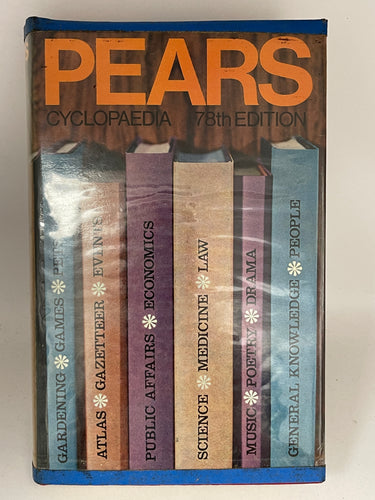 PEARS
CYCLOPAEDIA 78th EDITION
GARDENING * GAMES * PETS
ATLAS * GAZETTEER * EVENTS
PUBLIC AFFAIRS * ECONOMICS
SCIENCE * MEDICINE * LAW
MUSIC * POETRY * DRAMA
GENERAL KNOWLEDGE * PEOPLE